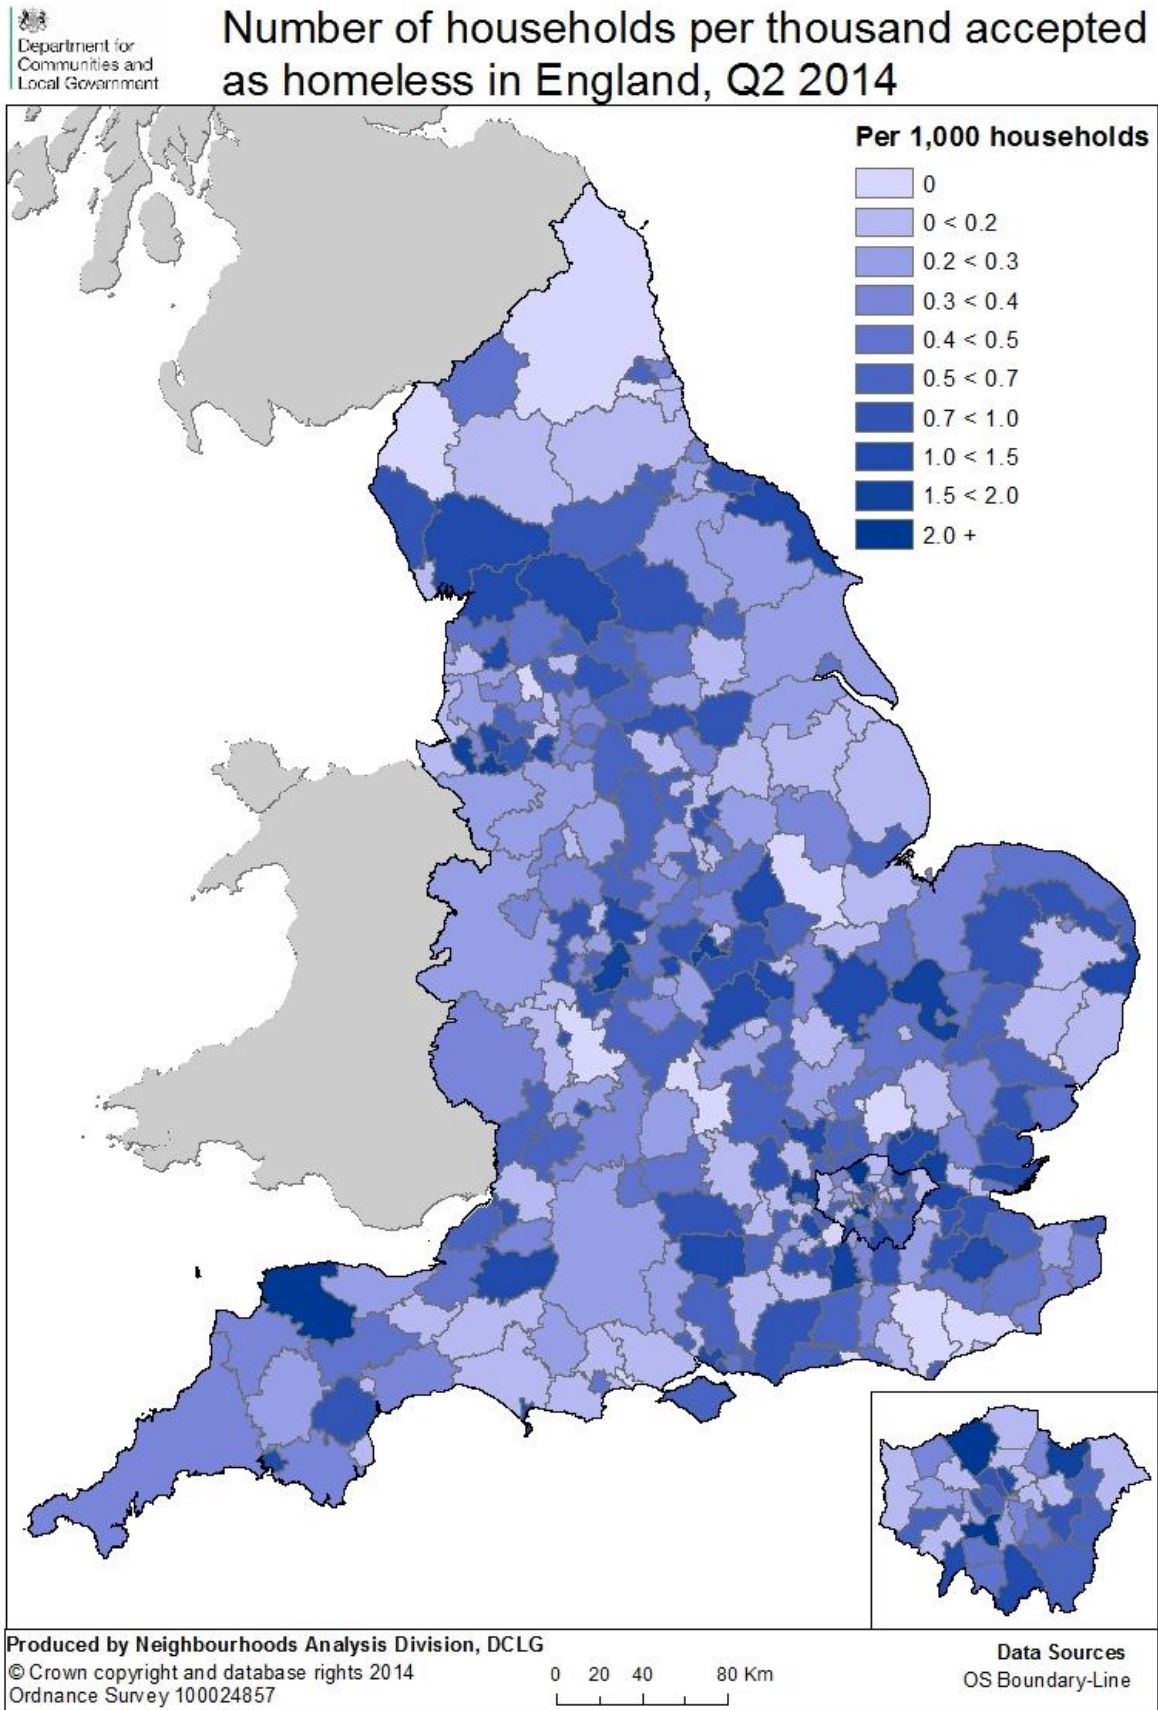 Department for
Communities and
Local Government
Number of households per thousand accepted
as homeless in England, Q2 2014
Per 1,000 households
0
0 < 0.2
0.2 < 0.3
0.3 < 0.4
0.4 < 0.5
0.5 < 0.7
0.7 < 1.0
1.0 < 1.5
1.5 < 2.0
2.0 +
Produced by Neighbourhoods Analysis Division, DCLG
© Crown copyright and database rights 2014
Ordnance Survey 100024857
0 20 40 80 Km
Data Sources
OS Boundary-Line